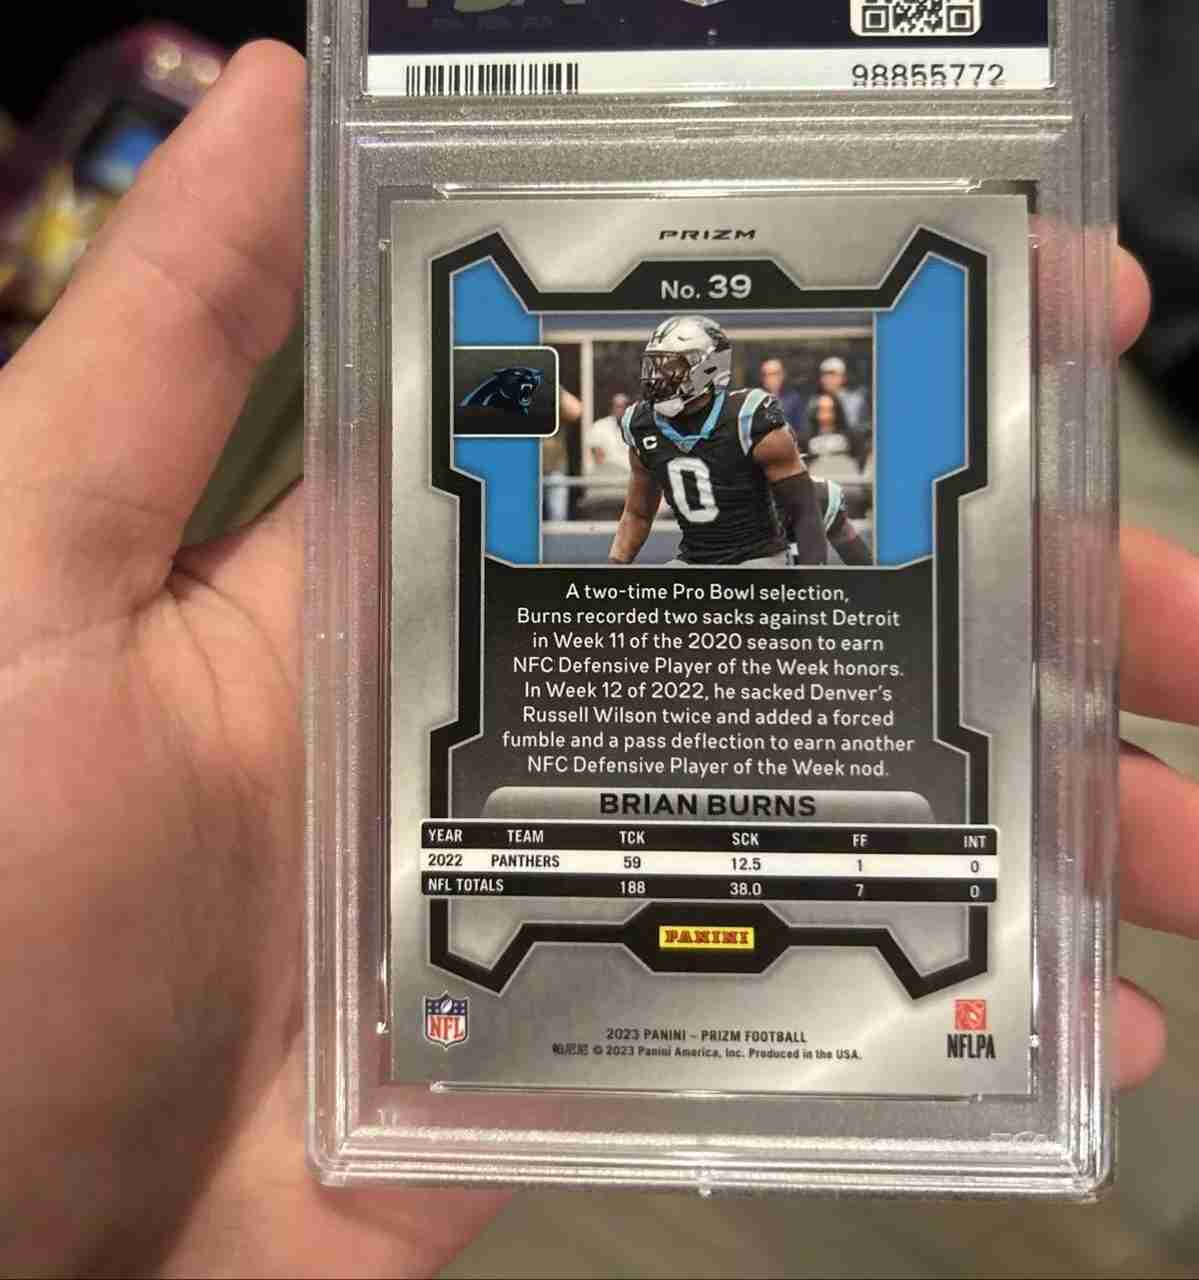 98855772
PRIZM
No. 39
C
0
A two-time Pro Bowl selection,
Burns recorded two sacks against Detroit
in Week 11 of the 2020 season to earn
NFC Defensive Player of the Week honors.
In Week 12 of 2022, he sacked Denver's
Russell Wilson twice and added a forced
fumble and a pass deflection to earn another
NFC Defensive Player of the Week nod.
BRIAN BURNS
YEAR TEAM TCK SCK FF INT
2022 PANTHERS 59 12.5 1 0
NFL TOTALS 188 38.0 7 0
PANINI
NFL
2023 PANINI – PRIZM FOOTBALL
帕尼尼 © 2023 Panini America, Inc. Produced in the USA.
NFLPA